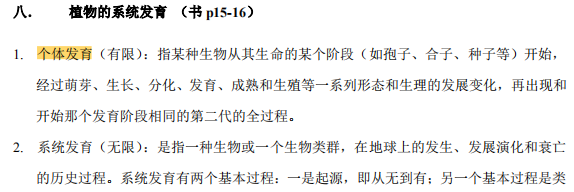 八. 植物的系统发育 （书 p15-16）
1. 个体发育（有限）：指某种生物从其生命的某个阶段（如孢子、合子、种子等）开始，
经过萌芽、生长、分化、发育、成熟和生殖等一系列形态和生理的发展变化，再出现和
开始那个发育阶段相同的第二代的全过程。
2. 系统发育（无限）：是指一种生物或一个生物类群，在地球上的发生、发展演化和衰亡
的历史过程。系统发育有两个基本过程：一是起源，即从无到有；另一个基本过程是类